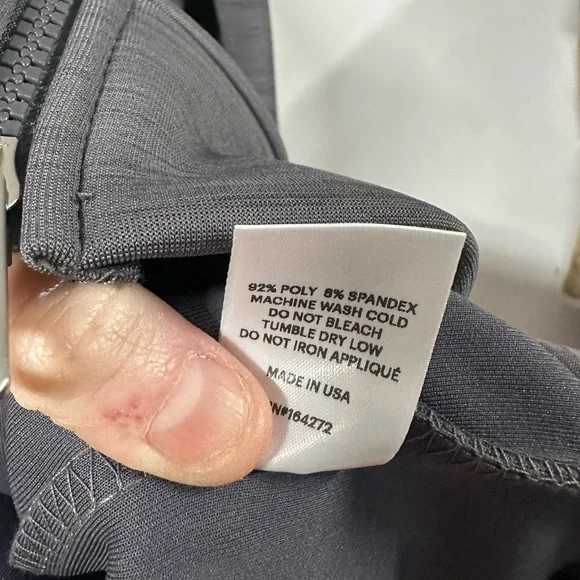 92% POLY 8% SPANDEX
MACHINE WASH COLD
DO NOT BLEACH
TUMBLE DRY LOW
DO NOT IRON APPLIQUÉ
MADE IN USA
RN#164272